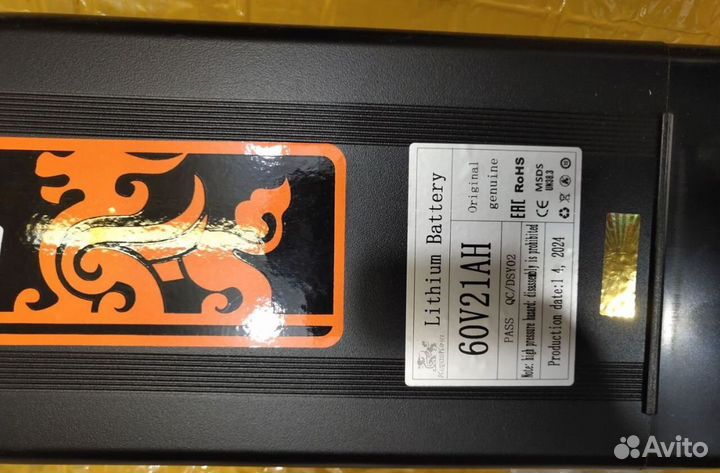 Lithium Battery
Original
genuine
60V21AH
EAC RoHS
CE MSDS
UN38.3
PASS QC/DSY02
Note: high pressure hazard: disassembly is prohibited
Production date:1 4, 2024
Avito